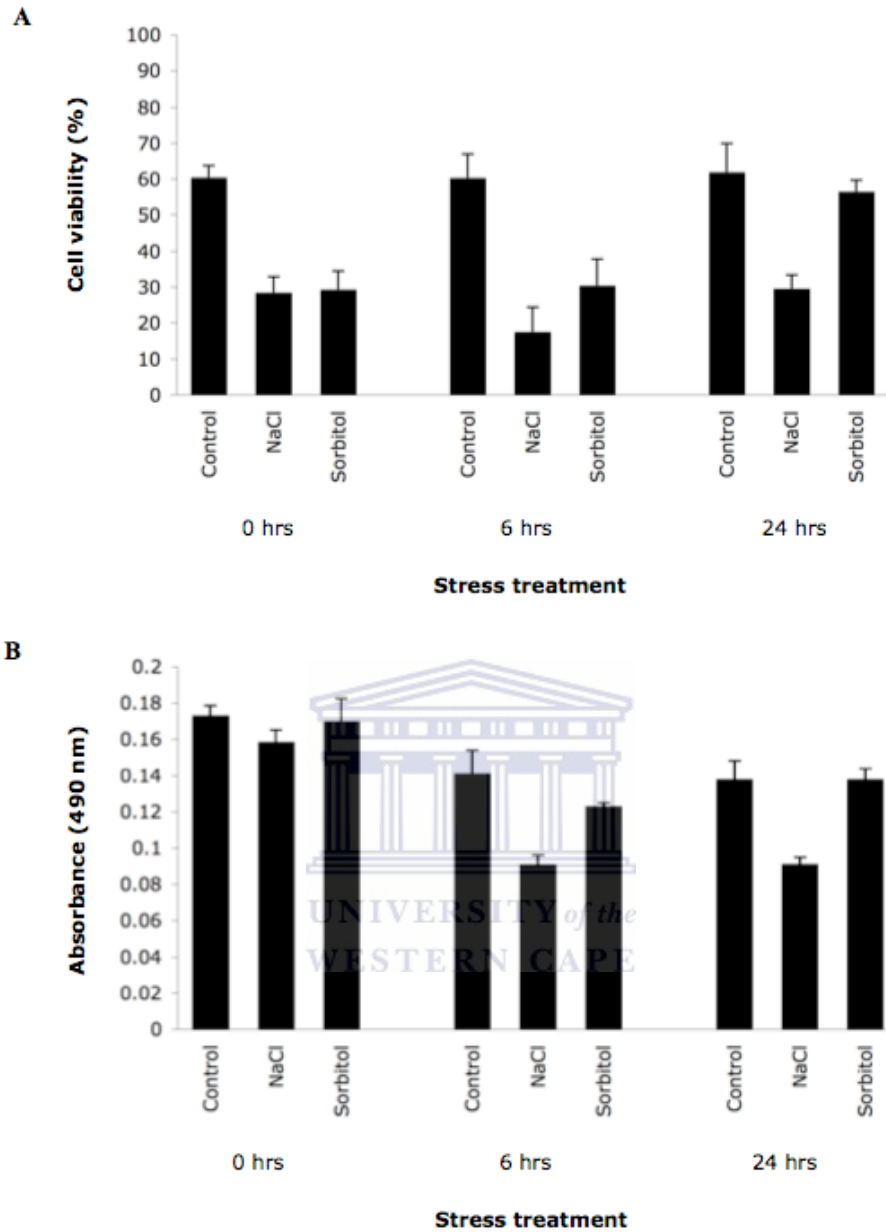 A
Cell viability (%)
100
90
80
70
60
50
40
30
20
10
0
Control
NaCl
Sorbitol
Control
NaCl
Sorbitol
Control
NaCl
Sorbitol
0 hrs
6 hrs
24 hrs
Stress treatment
B
Absorbance (490 nm)
0.2
0.18
0.16
0.14
0.12
0.1
0.08
0.06
0.04
0.02
0
UNIVERSITY of the
WESTERN CAPE
Control
NaCl
Sorbitol
Control
NaCl
Sorbitol
Control
NaCl
Sorbitol
0 hrs
6 hrs
24 hrs
Stress treatment